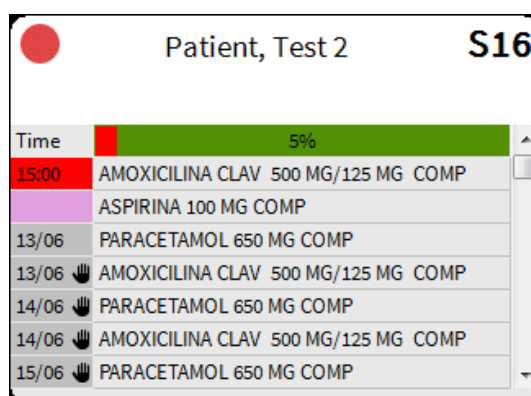 Patient, Test 2 S16
Time 5%
15:00 AMOXICILINA CLAV 500 MG/125 MG COMP
ASPIRINA 100 MG COMP
13/06 PARACETAMOL 650 MG COMP
13/06 AMOXICILINA CLAV 500 MG/125 MG COMP
14/06 PARACETAMOL 650 MG COMP
14/06 AMOXICILINA CLAV 500 MG/125 MG COMP
15/06 PARACETAMOL 650 MG COMP